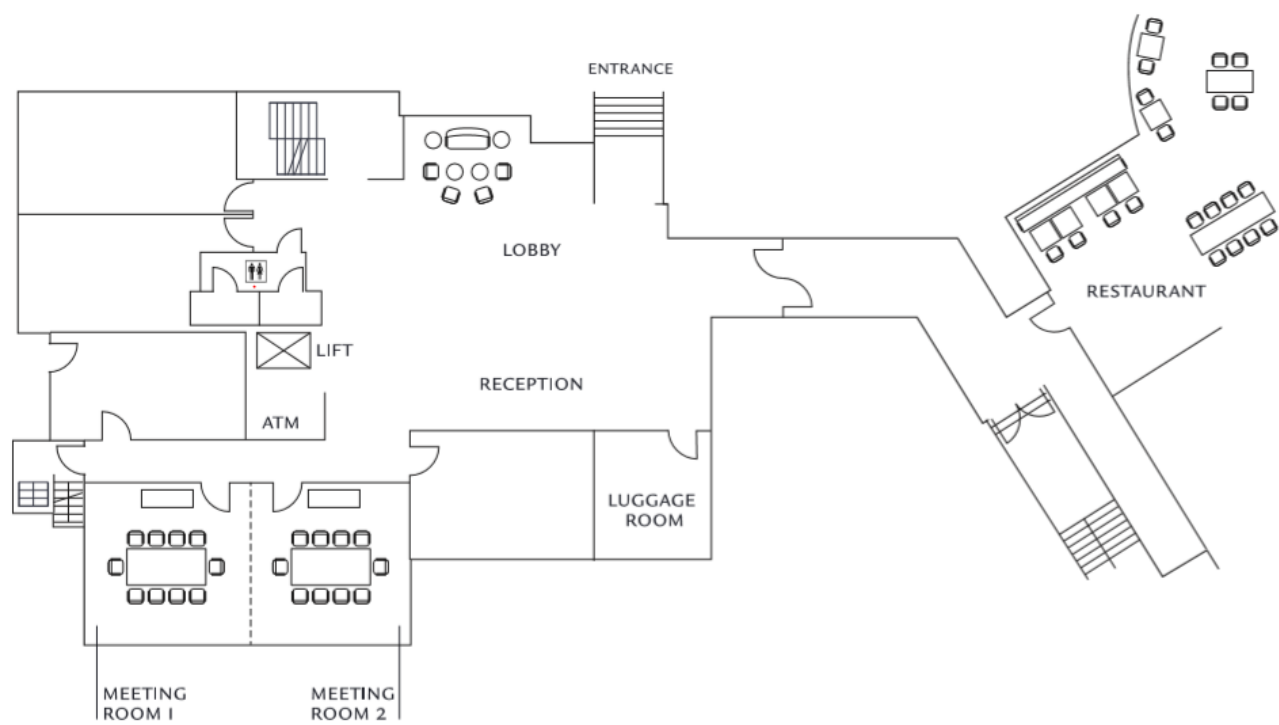 ENTRANCE
LOBBY
RESTAURANT
LIFT
RECEPTION
ATM
LUGGAGE
ROOM
MEETING
ROOM 1
MEETING
ROOM 2